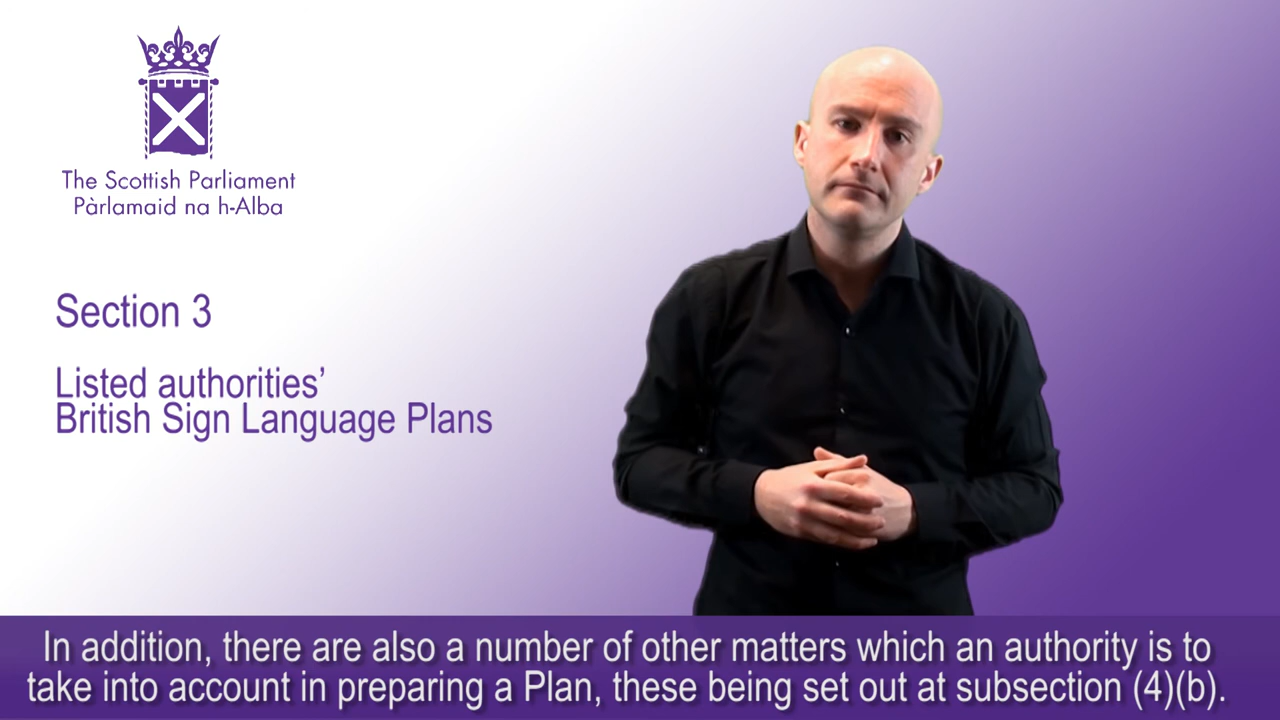 The Scottish Parliament
Pàrlamaid na h-Alba
Section 3
Listed authorities’
British Sign Language Plans
In addition, there are also a number of other matters which an authority is to
take into account in preparing a Plan, these being set out at subsection (4)(b).